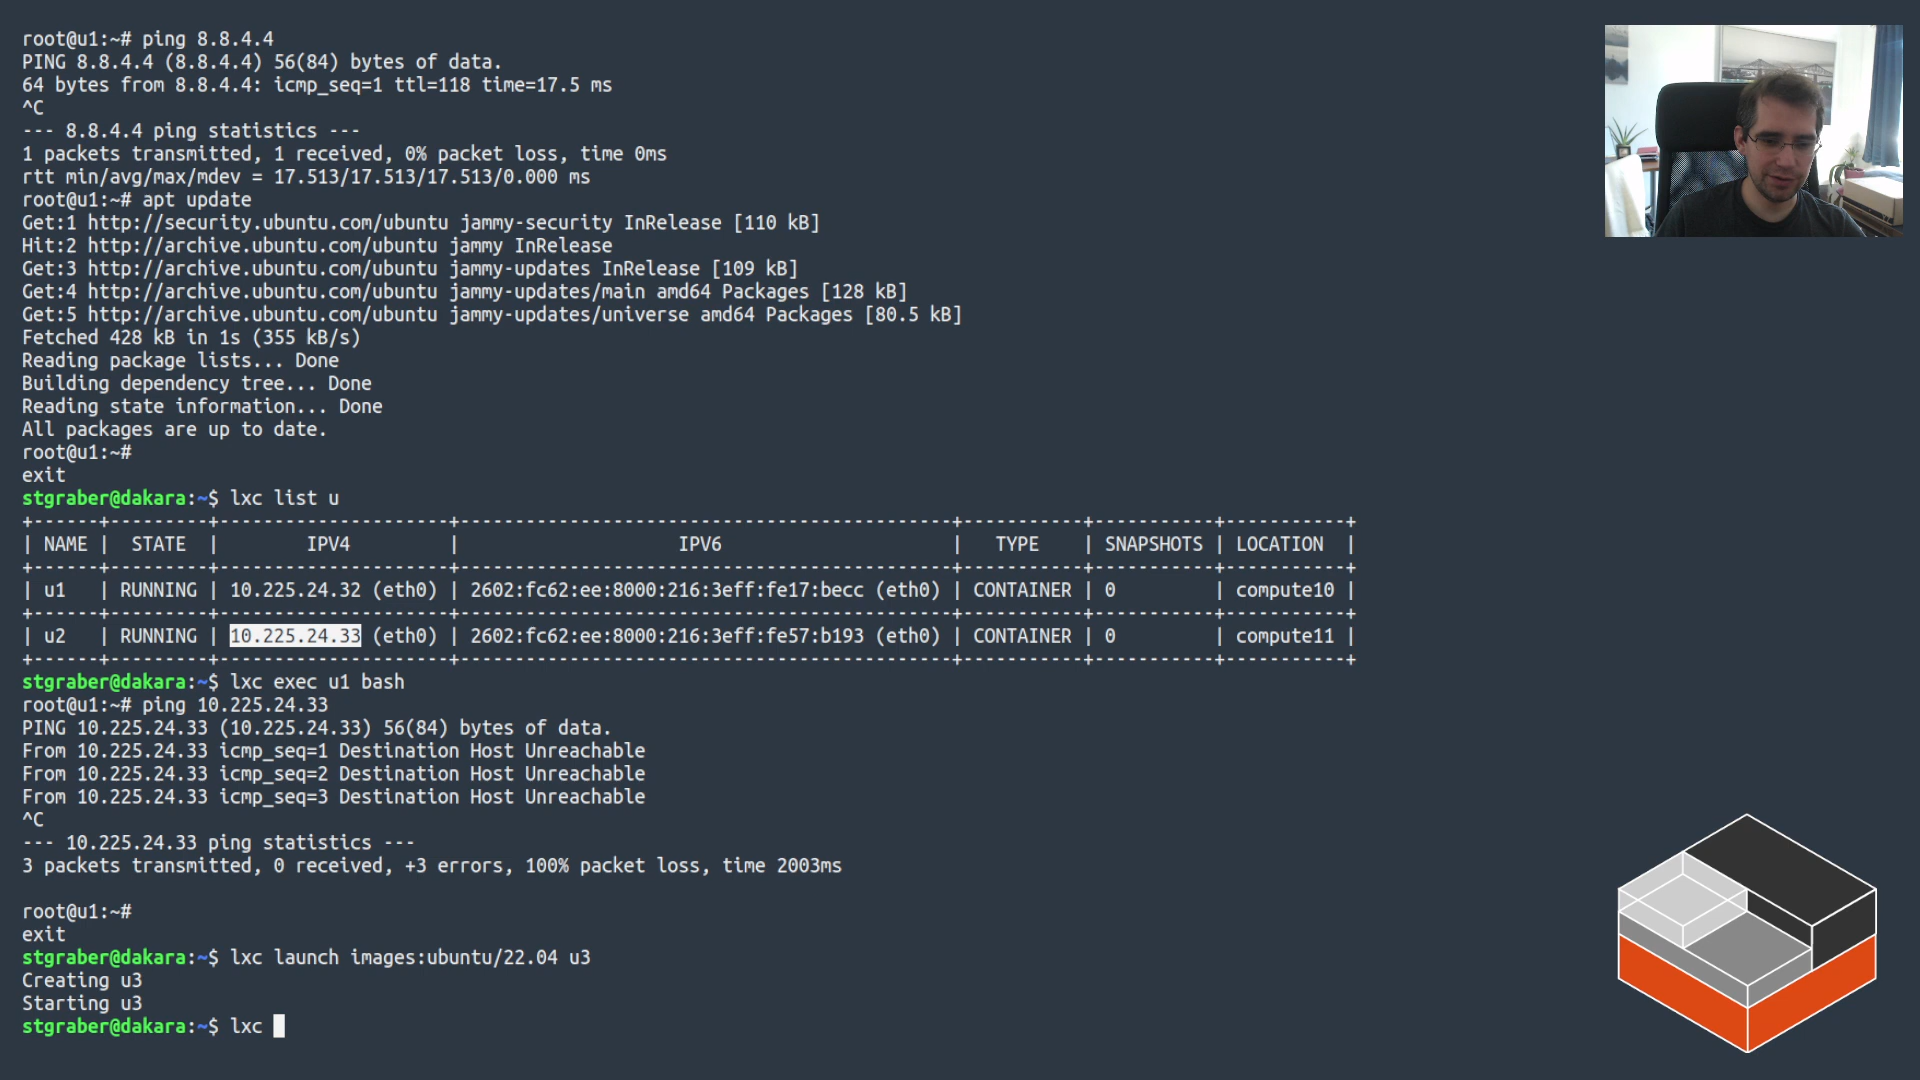 root@u1:~# ping 8.8.4.4
PING 8.8.4.4 (8.8.4.4) 56(84) bytes of data.
64 bytes from 8.8.4.4: icmp_seq=1 ttl=118 time=17.5 ms
^C
--- 8.8.4.4 ping statistics ---
1 packets transmitted, 1 received, 0% packet loss, time 0ms
rtt min/avg/max/mdev = 17.513/17.513/17.513/0.000 ms
root@u1:~# apt update
Get:1 http://security.ubuntu.com/ubuntu jammy-security InRelease [110 kB]
Hit:2 http://archive.ubuntu.com/ubuntu jammy InRelease
Get:3 http://archive.ubuntu.com/ubuntu jammy-updates InRelease [109 kB]
Get:4 http://archive.ubuntu.com/ubuntu jammy-updates/main amd64 Packages [128 kB]
Get:5 http://archive.ubuntu.com/ubuntu jammy-updates/universe amd64 Packages [80.5 kB]
Fetched 428 kB in 1s (355 kB/s)
Reading package lists... Done
Building dependency tree... Done
Reading state information... Done
All packages are up to date.
root@u1:~#
exit
stgraber@dakara:~$ lxc list u
+------+---------+---------------------+---------------------------------------------+-----------+-----------+-----------+
| NAME | STATE | IPV4 | IPV6 | TYPE | SNAPSHOTS | LOCATION |
+------+---------+---------------------+---------------------------------------------+-----------+-----------+-----------+
| u1 | RUNNING | 10.225.24.32 (eth0) | 2602:fc62:ee:8000:216:3eff:fe17:becc (eth0) | CONTAINER | 0 | compute10 |
+------+---------+---------------------+---------------------------------------------+-----------+-----------+-----------+
| u2 | RUNNING | 10.225.24.33 (eth0) | 2602:fc62:ee:8000:216:3eff:fe57:b193 (eth0) | CONTAINER | 0 | compute11 |
+------+---------+---------------------+---------------------------------------------+-----------+-----------+-----------+
stgraber@dakara:~$ lxc exec u1 bash
root@u1:~# ping 10.225.24.33
PING 10.225.24.33 (10.225.24.33) 56(84) bytes of data.
From 10.225.24.33 icmp_seq=1 Destination Host Unreachable
From 10.225.24.33 icmp_seq=2 Destination Host Unreachable
From 10.225.24.33 icmp_seq=3 Destination Host Unreachable
^C
--- 10.225.24.33 ping statistics ---
3 packets transmitted, 0 received, +3 errors, 100% packet loss, time 2003ms
root@u1:~#
exit
stgraber@dakara:~$ lxc launch images:ubuntu/22.04 u3
Creating u3
Starting u3
stgraber@dakara:~$ lxc